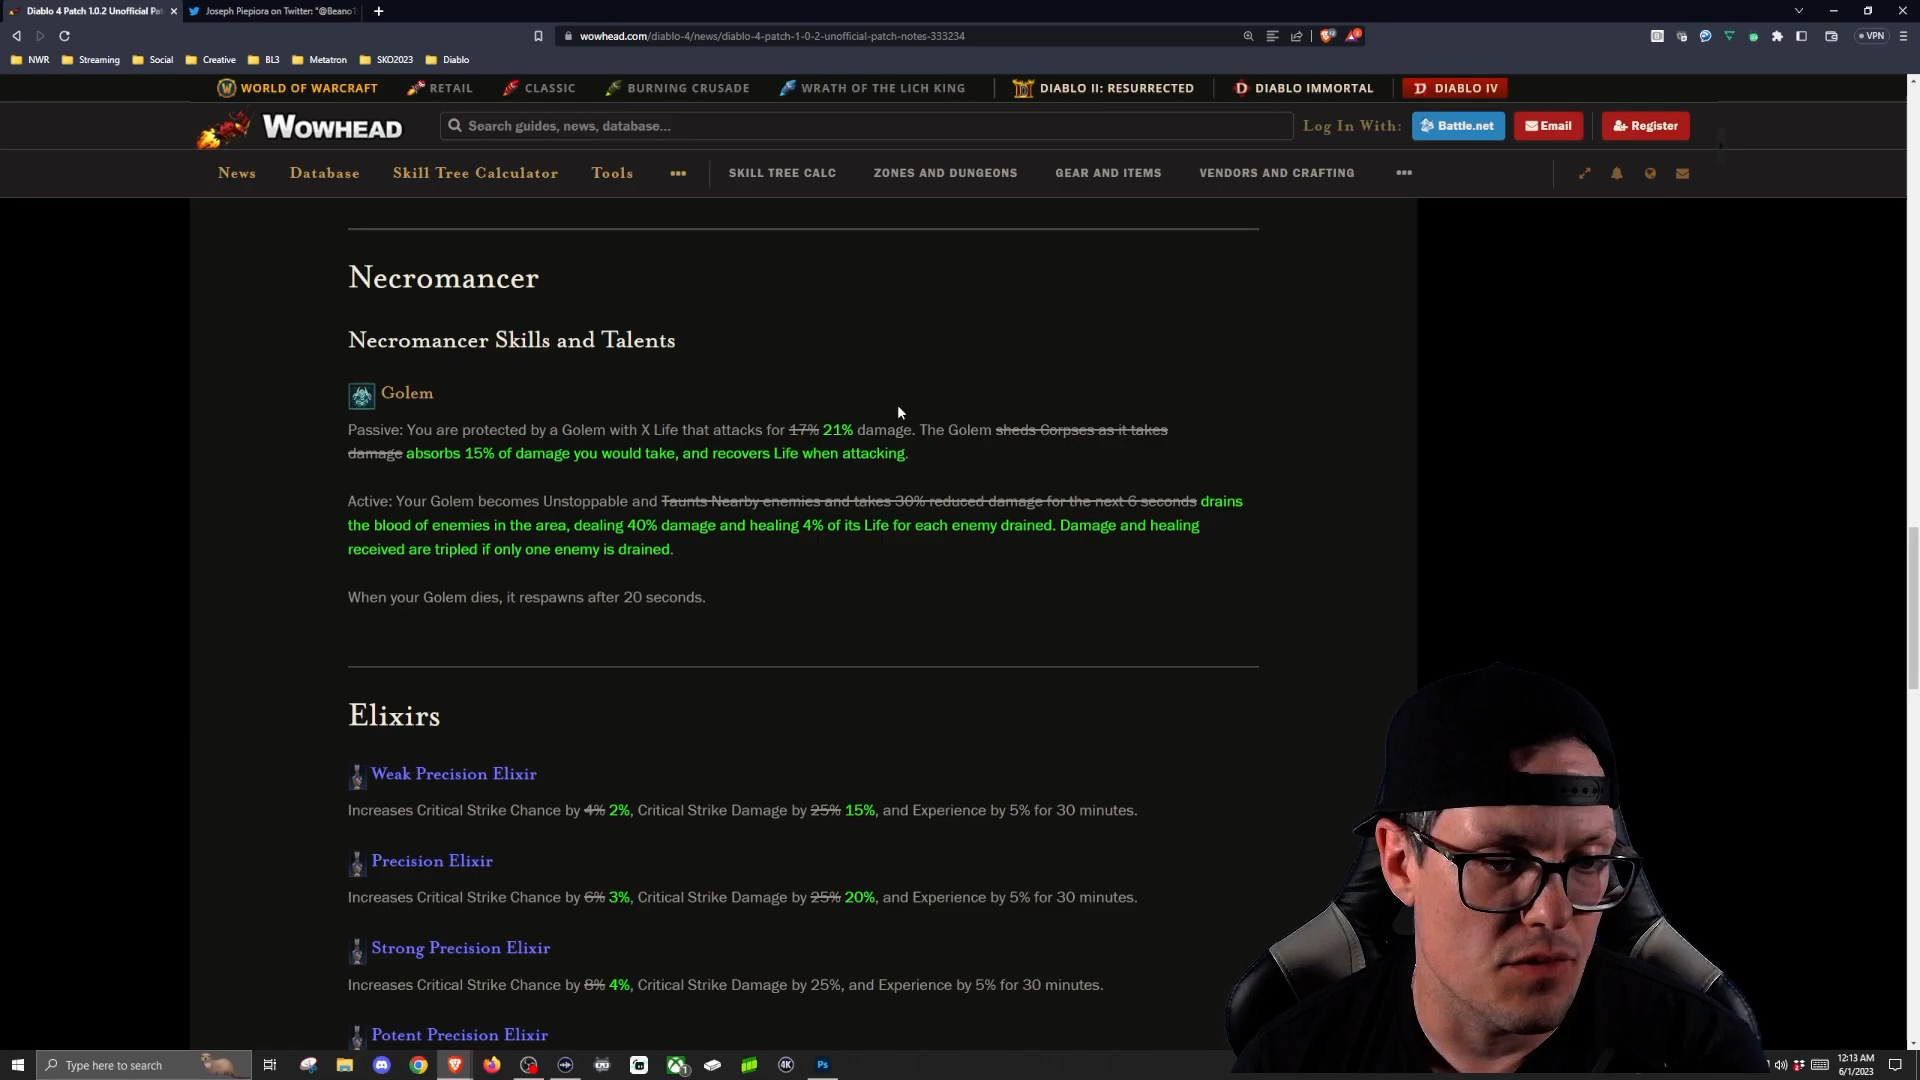 Diablo 4 Patch 1.0.2 Unofficial Pa
Joseph Piepiora on Twitter: "@Beano
wowhead.com/diablo-4/news/diablo-4-patch-1-0-2-unofficial-patch-notes-333234
VPN
NWR Streaming Social Creative BL3 Metatron SKO2023 Diablo
WORLD OF WARCRAFT RETAIL CLASSIC BURNING CRUSADE WRATH OF THE LICH KING DIABLO II: RESURRECTED DIABLO IMMORTAL DIABLO IV
WOWHEAD
Search guides, news, database...
Log In With: Battle.net Email Register
News Database Skill Tree Calculator Tools ••• SKILL TREE CALC ZONES AND DUNGEONS GEAR AND ITEMS VENDORS AND CRAFTING •••
Necromancer
Necromancer Skills and Talents
Golem
Passive: You are protected by a Golem with X Life that attacks for 17% 21% damage. The Golem sheds Corpses as it takes
damage absorbs 15% of damage you would take, and recovers Life when attacking.
Active: Your Golem becomes Unstoppable and Taunts Nearby enemies and takes 30% reduced damage for the next 6 seconds drains
the blood of enemies in the area, dealing 40% damage and healing 4% of its Life for each enemy drained. Damage and healing
received are tripled if only one enemy is drained.
When your Golem dies, it respawns after 20 seconds.
Elixirs
Weak Precision Elixir
Increases Critical Strike Chance by 4% 2%, Critical Strike Damage by 25% 15%, and Experience by 5% for 30 minutes.
Precision Elixir
Increases Critical Strike Chance by 6% 3%, Critical Strike Damage by 25% 20%, and Experience by 5% for 30 minutes.
Strong Precision Elixir
Increases Critical Strike Chance by 8% 4%, Critical Strike Damage by 25%, and Experience by 5% for 30 minutes.
Potent Precision Elixir
Type here to search
4K
Ps
12:13 AM
6/1/2023